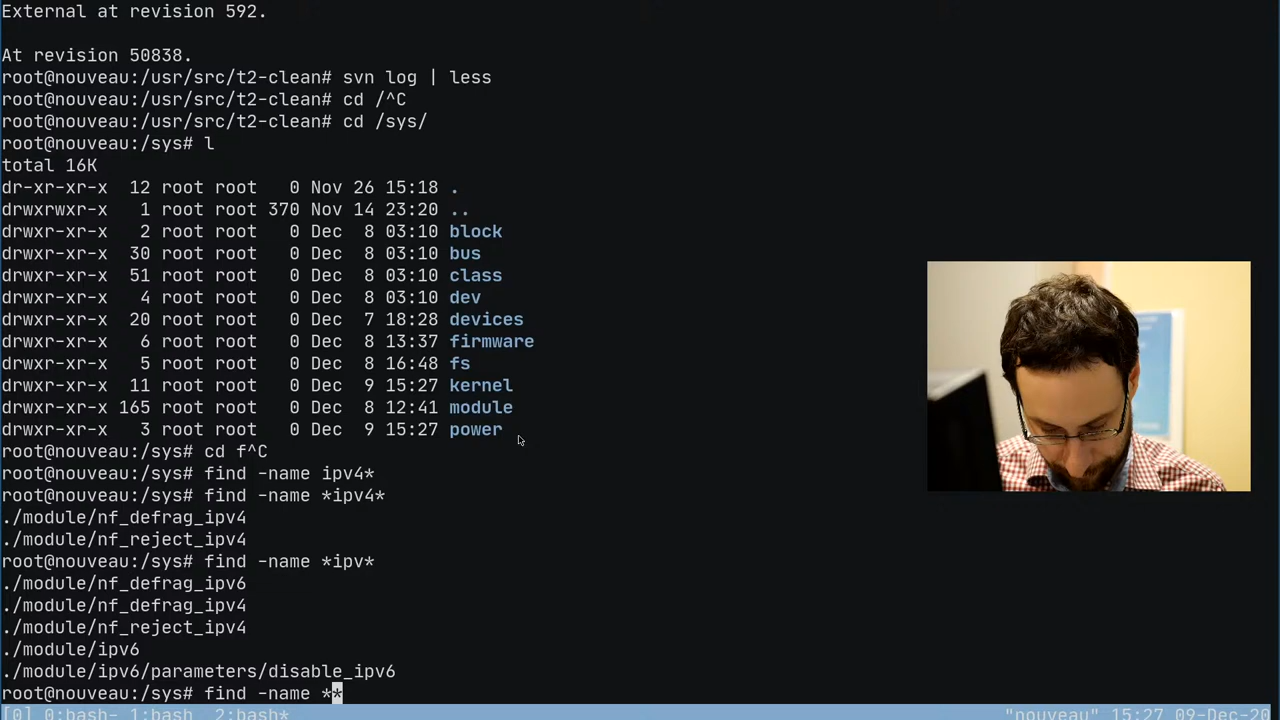 External at revision 592.
At revision 50838.
root@nouveau:/usr/src/t2-clean# svn log | less
root@nouveau:/usr/src/t2-clean# cd /^C
root@nouveau:/usr/src/t2-clean# cd /sys/
root@nouveau:/sys# l
total 16K
dr-xr-xr-x  12 root root   0 Nov 26 15:18 .
drwxrwxr-x   1 root root 370 Nov 14 23:20 ..
drwxr-xr-x   2 root root   0 Dec  8 03:10 block
drwxr-xr-x  30 root root   0 Dec  8 03:10 bus
drwxr-xr-x  51 root root   0 Dec  8 03:10 class
drwxr-xr-x   4 root root   0 Dec  8 03:10 dev
drwxr-xr-x  20 root root   0 Dec  7 18:28 devices
drwxr-xr-x   6 root root   0 Dec  8 13:37 firmware
drwxr-xr-x   5 root root   0 Dec  8 16:48 fs
drwxr-xr-x  11 root root   0 Dec  9 15:27 kernel
drwxr-xr-x 165 root root   0 Dec  8 12:41 module
drwxr-xr-x   3 root root   0 Dec  9 15:27 power
root@nouveau:/sys# cd f^C
root@nouveau:/sys# find -name ipv4*
root@nouveau:/sys# find -name *ipv4*
./module/nf_defrag_ipv4
./module/nf_reject_ipv4
root@nouveau:/sys# find -name *ipv*
./module/nf_defrag_ipv6
./module/nf_defrag_ipv4
./module/nf_reject_ipv4
./module/ipv6
./module/ipv6/parameters/disable_ipv6
root@nouveau:/sys# find -name **
[0] 0:bash- 1:bash  2:bash* "nouveau" 15:27 09-Dec-20